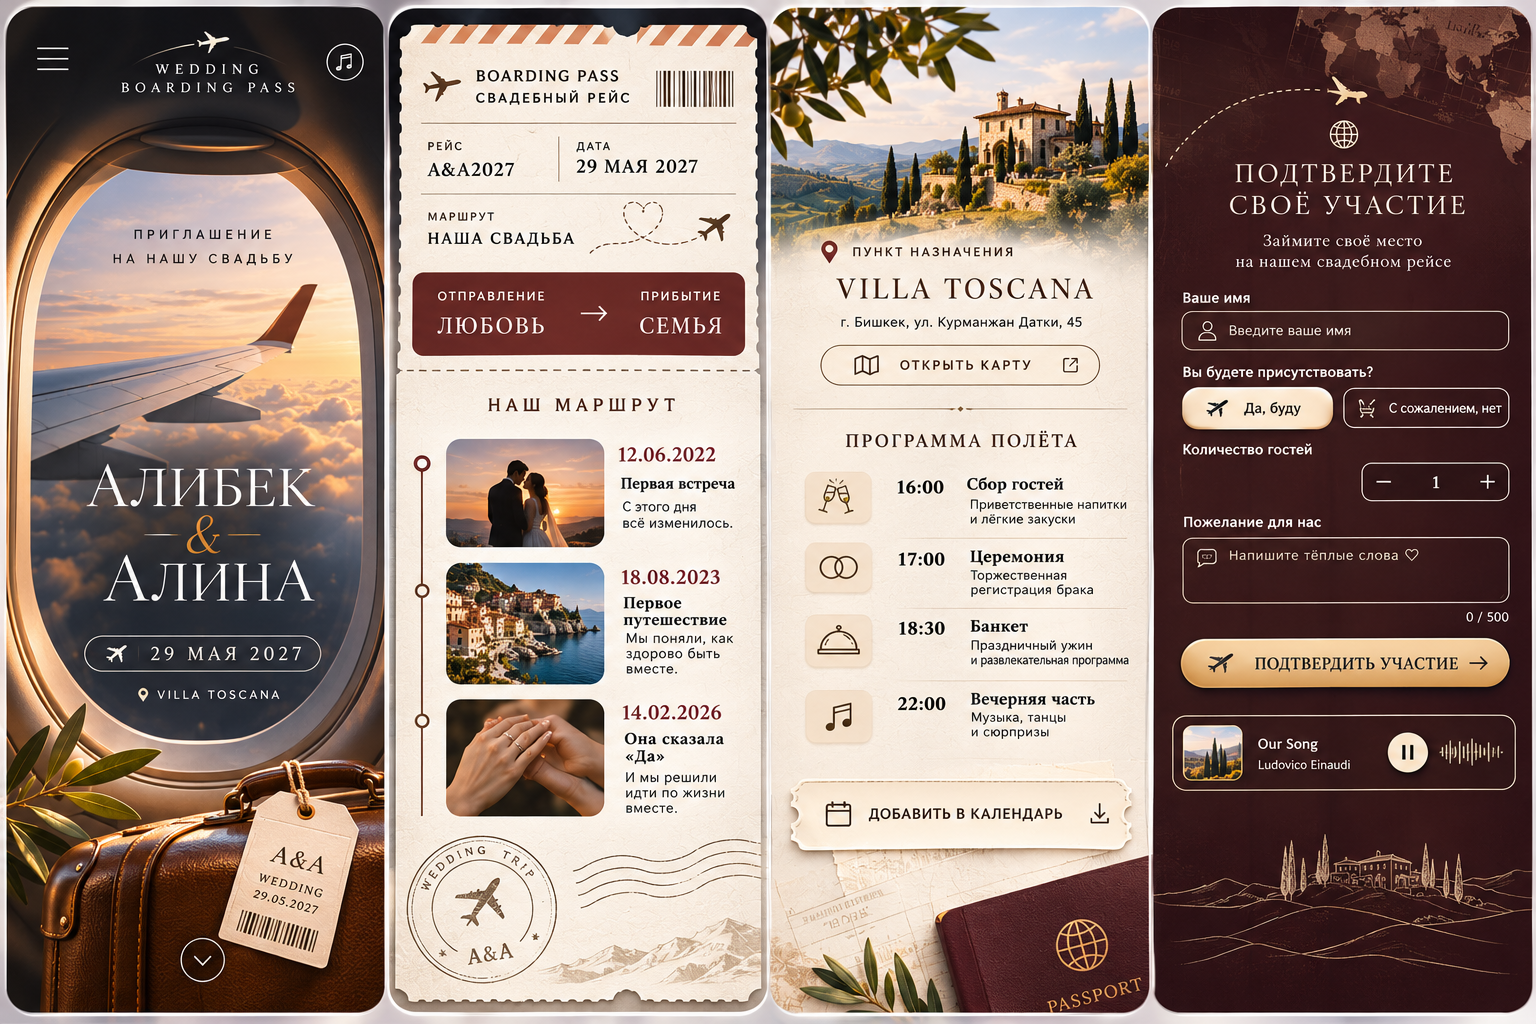 WEDDING
BOARDING PASS
ПРИГЛАШЕНИЕ
НА НАШУ СВАДЬБУ
АЛИБЕК
&
АЛИНА
29 МАЯ 2027
VILLA TOSCANA
A&A
WEDDING
29.05.2027
BOARDING PASS
СВАДЕБНЫЙ РЕЙС
РЕЙС
A&A2027
ДАТА
29 МАЯ 2027
МАРШРУТ
НАША СВАДЬБА
ОТПРАВЛЕНИЕ
ЛЮБОВЬ
ПРИБЫТИЕ
СЕМЬЯ
НАШ МАРШРУТ
12.06.2022
Первая встреча
С этого дня
всё изменилось.
18.08.2023
Первое
путешествие
Мы поняли, как
здорово быть
вместе.
14.02.2026
Она сказала
«Да»
И мы решили
идти по жизни
вместе.
WEDDING TRIP
A&A
ПУНКТ НАЗНАЧЕНИЯ
VILLA TOSCANA
г. Бишкек, ул. Курманжан Датки, 45
ОТКРЫТЬ КАРТУ
ПРОГРАММА ПОЛЁТА
16:00 Сбор гостей
Приветственные напитки
и лёгкие закуски
17:00 Церемония
Торжественная
регистрация брака
18:30 Банкет
Праздничный ужин
и развлекательная программа
22:00 Вечерняя часть
Музыка, танцы
и сюрпризы
ДОБАВИТЬ В КАЛЕНДАРЬ
PASSPORT
ПОДТВЕРДИТЕ
СВОЁ УЧАСТИЕ
Займите своё место
на нашем свадебном рейсе
Ваше имя
Введите ваше имя
Вы будете присутствовать?
Да, буду
С сожалением, нет
Количество гостей
1
Пожелание для нас
Напишите тёплые слова ♡
0 / 500
ПОДТВЕРДИТЬ УЧАСТИЕ
Our Song
Ludovico Einaudi